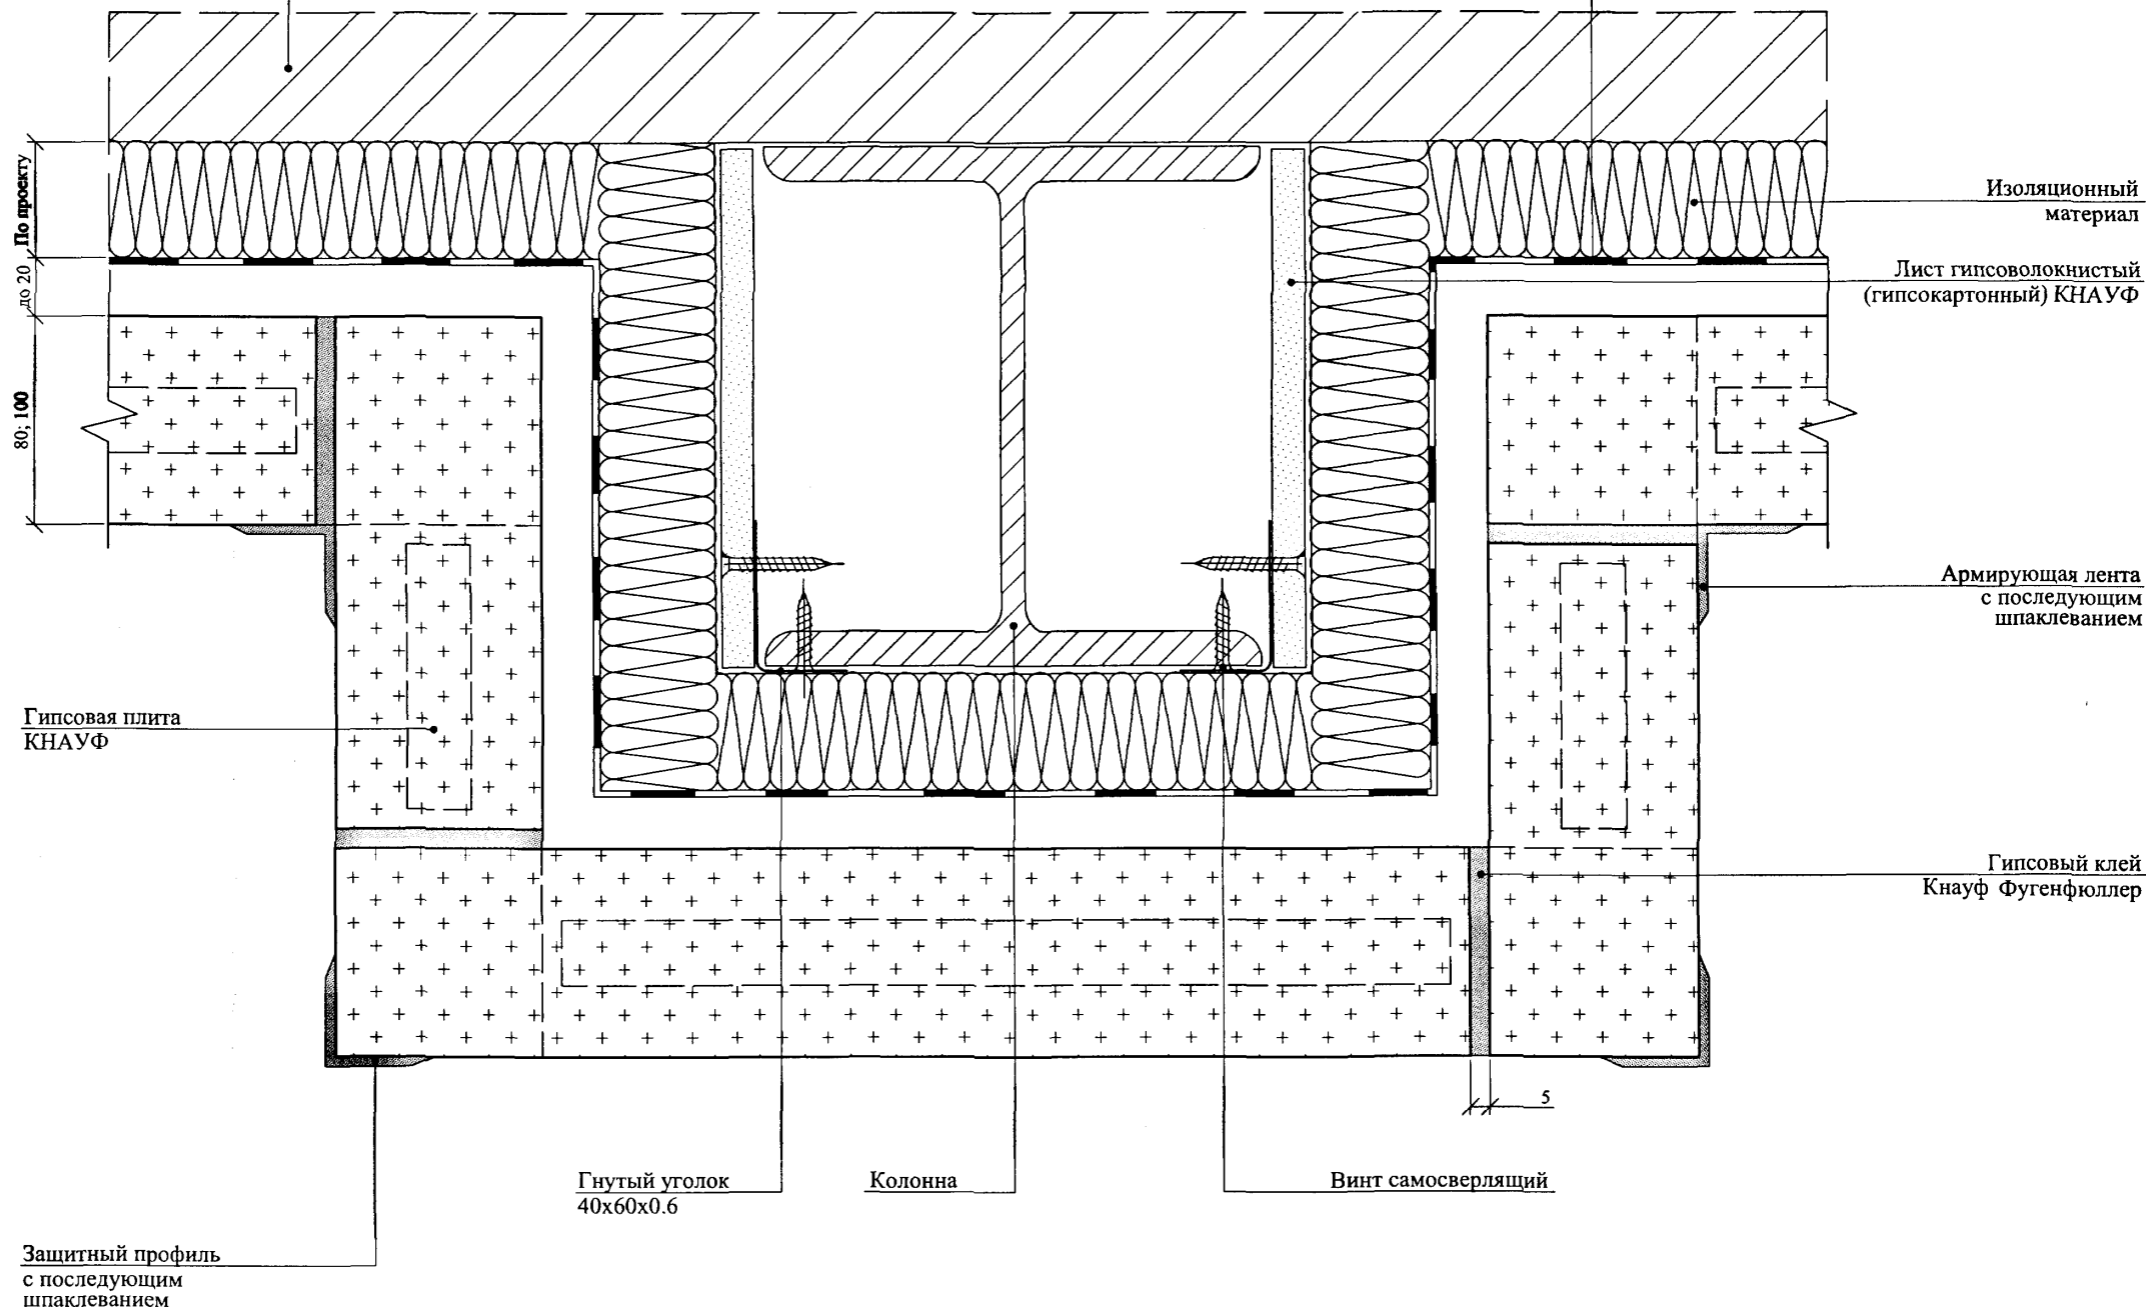 По проекту
до 20
80; 100
Изоляционный
материал
Лист гипсоволокнистый
(гипсокартонный) КНАУФ
Армирующая лента
с последующим
шпаклеванием
Гипсовая плита
КНАУФ
Гипсовый клей
Кнауф Фугенфюллер
5
Гнутый уголок
40х60х0.6
Колонна
Винт самосверлящий
Защитный профиль
с последующим
шпаклеванием